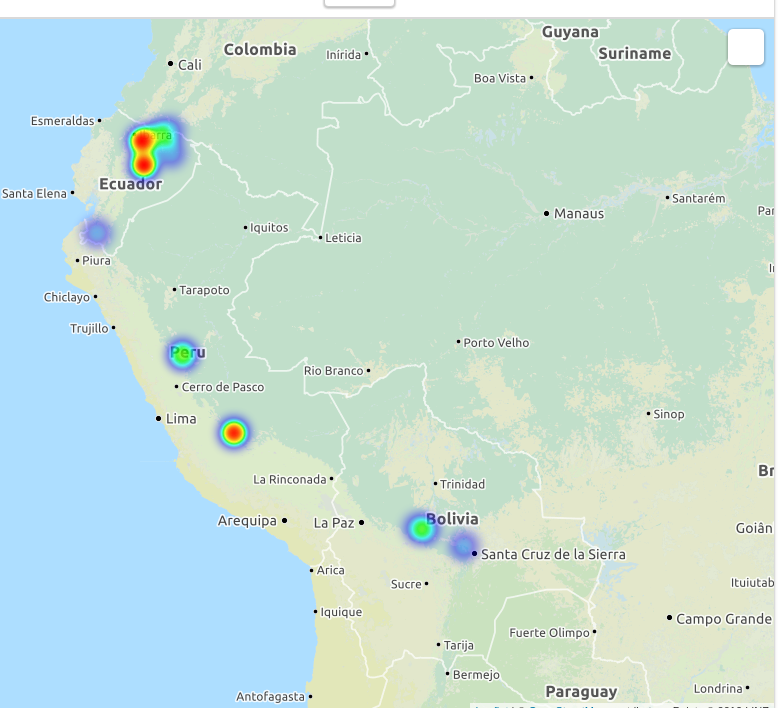 Guyana
Colombia
Inírida
Suriname
Cali
Boa Vista
Esmeraldas
Ecuador
Santa Elena
Santarém
Manaus
Iquitos
Leticia
Piura
Tarapoto
Chiclayo
Trujillo
Porto Velho
Peru
Rio Branco
Cerro de Pasco
Sinop
Lima
La Rinconada
Trinidad
Bolivia
Arequipa
La Paz
Goiân
Santa Cruz de la Sierra
Arica
Sucre
Ituiutab
Iquique
Campo Grande
Fuerte Olimpo
Tarija
Bermejo
Londrina
Paraguay
Antofagasta